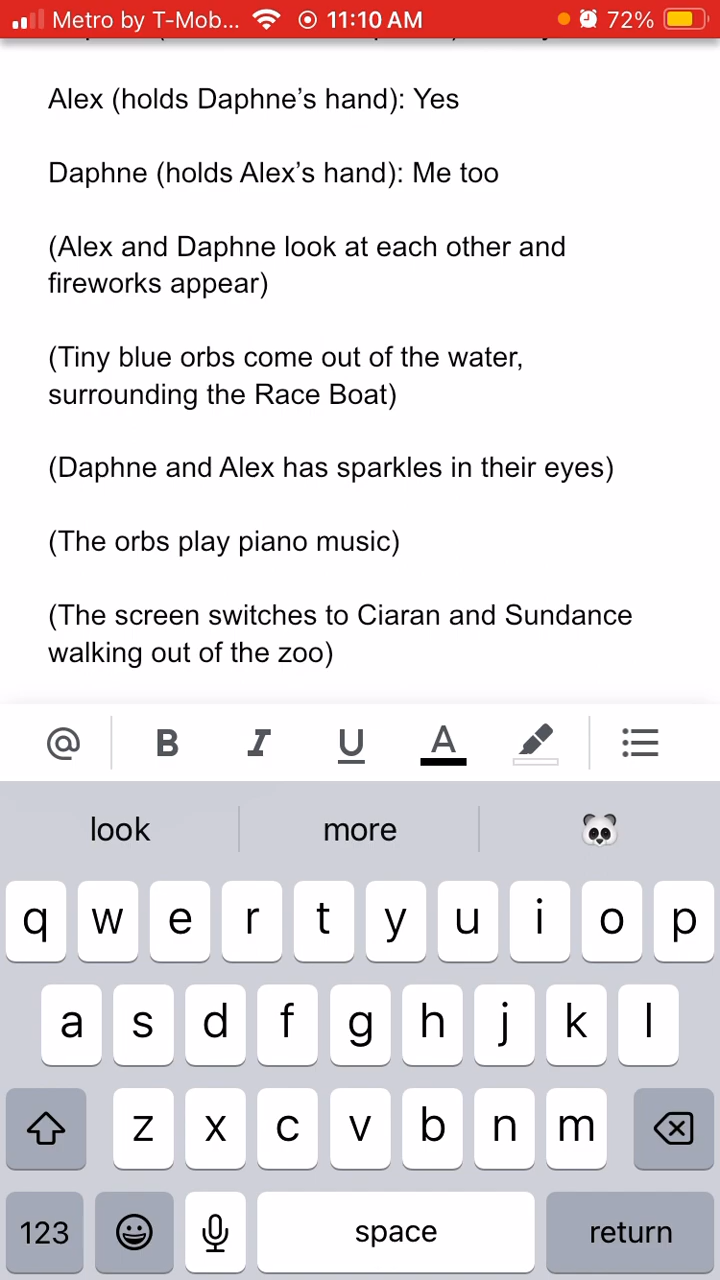 Metro by T-Mob... 11:10 AM 72%
Alex (holds Daphne’s hand): Yes
Daphne (holds Alex’s hand): Me too
(Alex and Daphne look at each other and
fireworks appear)
(Tiny blue orbs come out of the water,
surrounding the Race Boat)
(Daphne and Alex has sparkles in their eyes)
(The orbs play piano music)
(The screen switches to Ciaran and Sundance
walking out of the zoo)
@ B I U A
look more
q w e r t y u i o p
a s d f g h j k l
z x c v b n m
123 space return